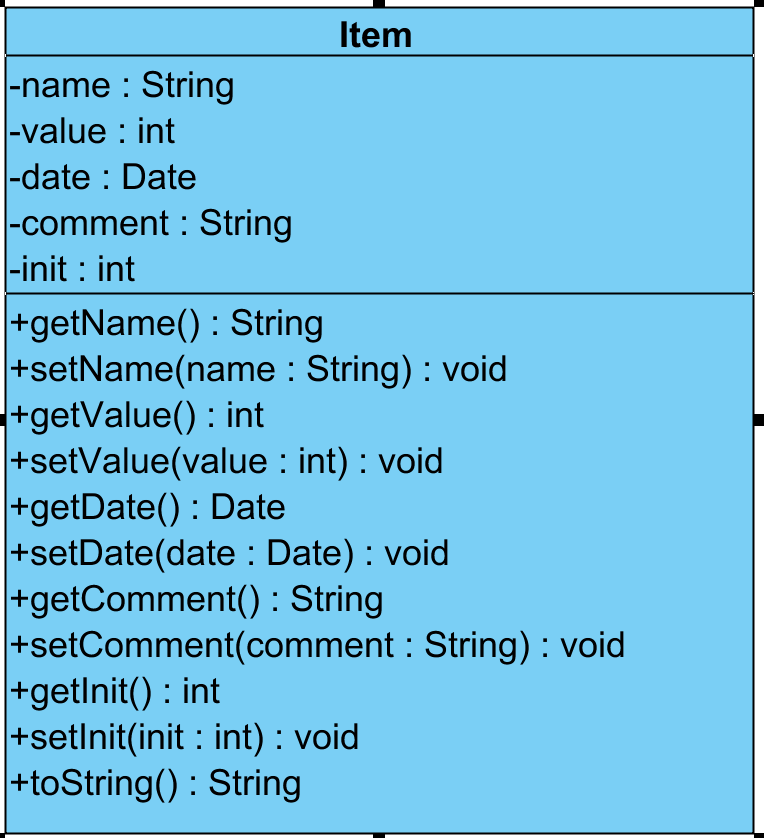 Item
-name : String
-value : int
-date : Date
-comment : String
-init : int
+getName() : String
+setName(name : String) : void
+getValue() : int
+setValue(value : int) : void
+getDate() : Date
+setDate(date : Date) : void
+getComment() : String
+setComment(comment : String) : void
+getInit() : int
+setInit(init : int) : void
+toString() : String